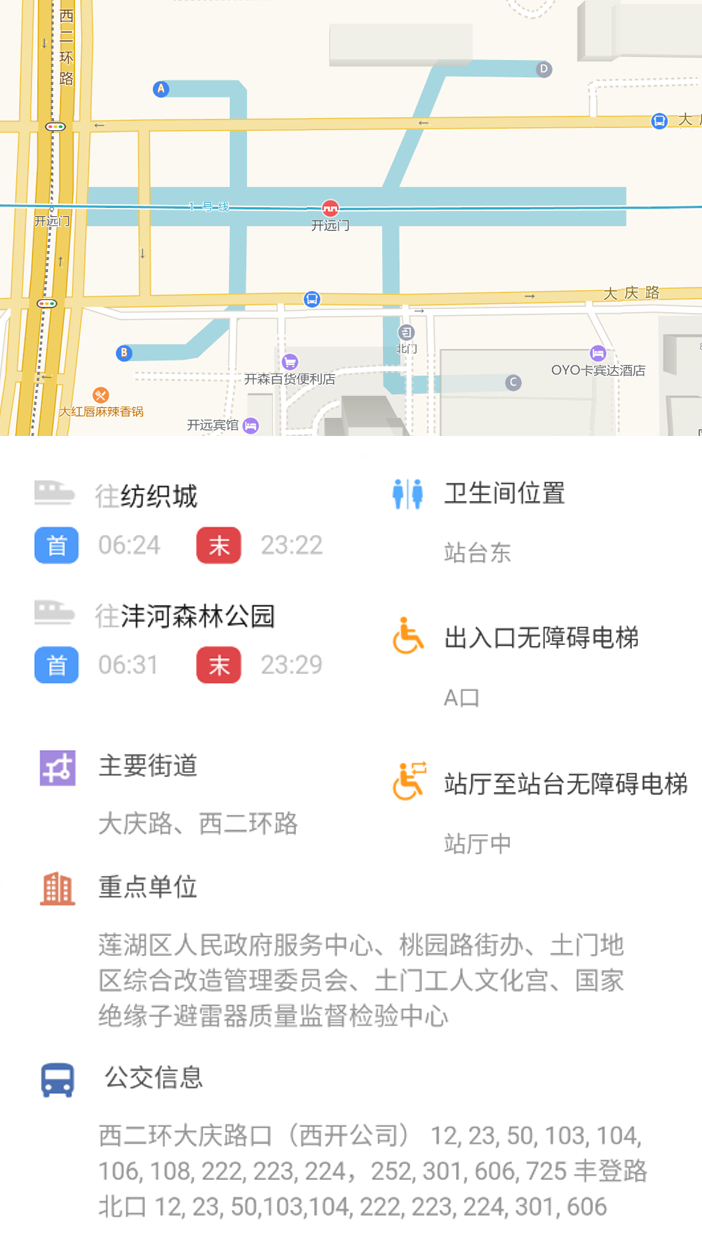 西二环路
A
D
大
1号线
开远门
开远门
大庆路
B
北门
开森百货便利店
OYO卡宾达酒店
C
大红唇麻辣香锅
开远宾馆
往纺织城
首 06:24 末 23:22
往沣河森林公园
首 06:31 末 23:29
主要街道
大庆路、西二环路
重点单位
莲湖区人民政府服务中心、桃园路街办、土门地
区综合改造管理委员会、土门工人文化宫、国家
绝缘子避雷器质量监督检验中心
公交信息
西二环大庆路口（西开公司） 12, 23, 50, 103, 104,
106, 108, 222, 223, 224，252, 301, 606, 725 丰登路
北口 12, 23, 50,103,104, 222, 223, 224, 301, 606
卫生间位置
站台东
出入口无障碍电梯
A口
站厅至站台无障碍电梯
站厅中